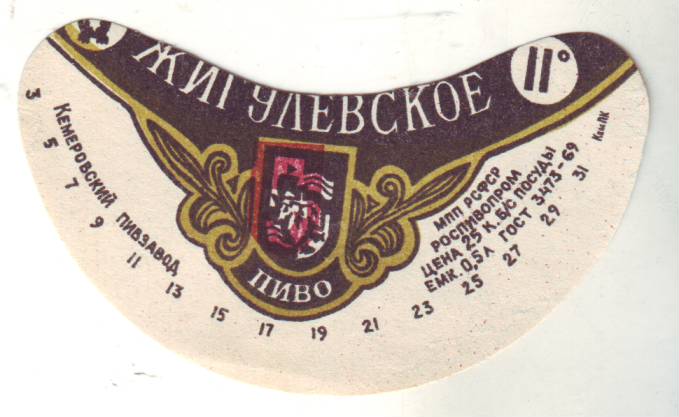 ЖИГУЛЕВСКОЕ
11°
ПИВО
КЕМЕРОВСКИЙ ПИВЗАВОД
МПП РСФСР
РОСПИВОПРОМ
ЦЕНА 25 К. Б/С ПОСУДЫ
ЕМК. 0,5 Л ГОСТ 3473-69
КемПК
3 5 7 9 11 13 15 17 19 21 23 25 27 29 31